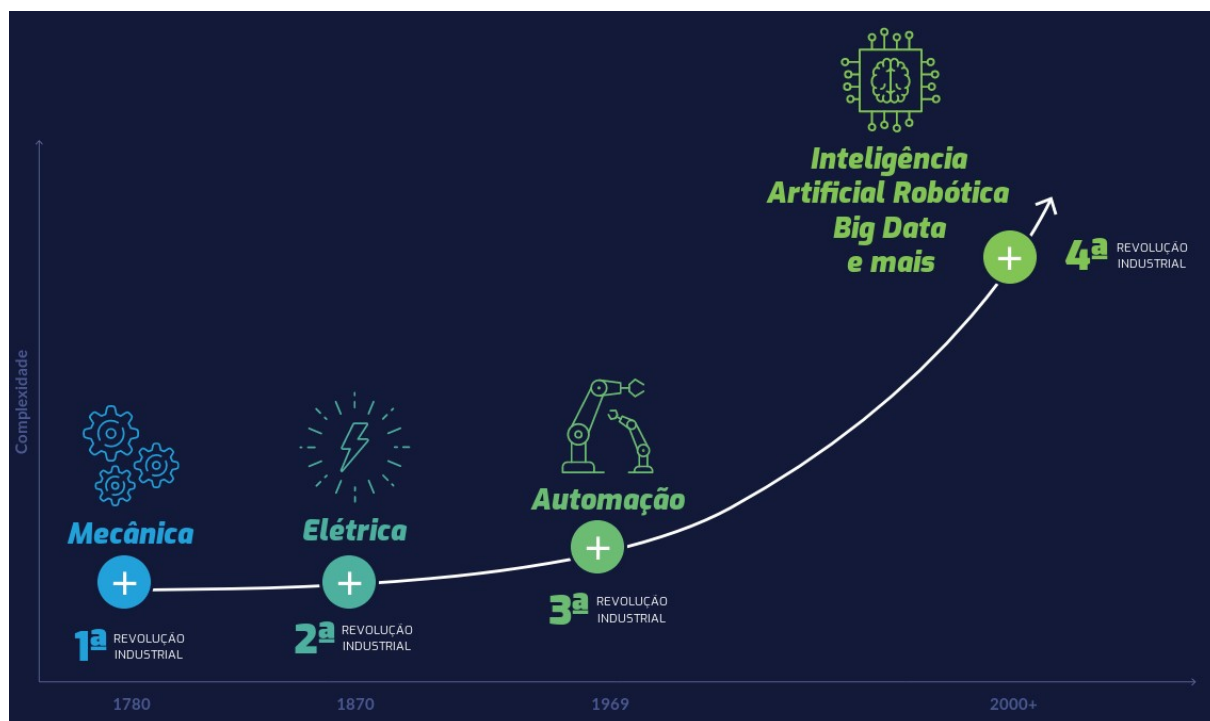 Inteligência
Artificial Robótica
Big Data
e mais
4ª REVOLUÇÃO
INDUSTRIAL
Complexidade
Mecânica
Elétrica
Automação
1ª REVOLUÇÃO
INDUSTRIAL
2ª REVOLUÇÃO
INDUSTRIAL
3ª REVOLUÇÃO
INDUSTRIAL
1780
1870
1969
2000+